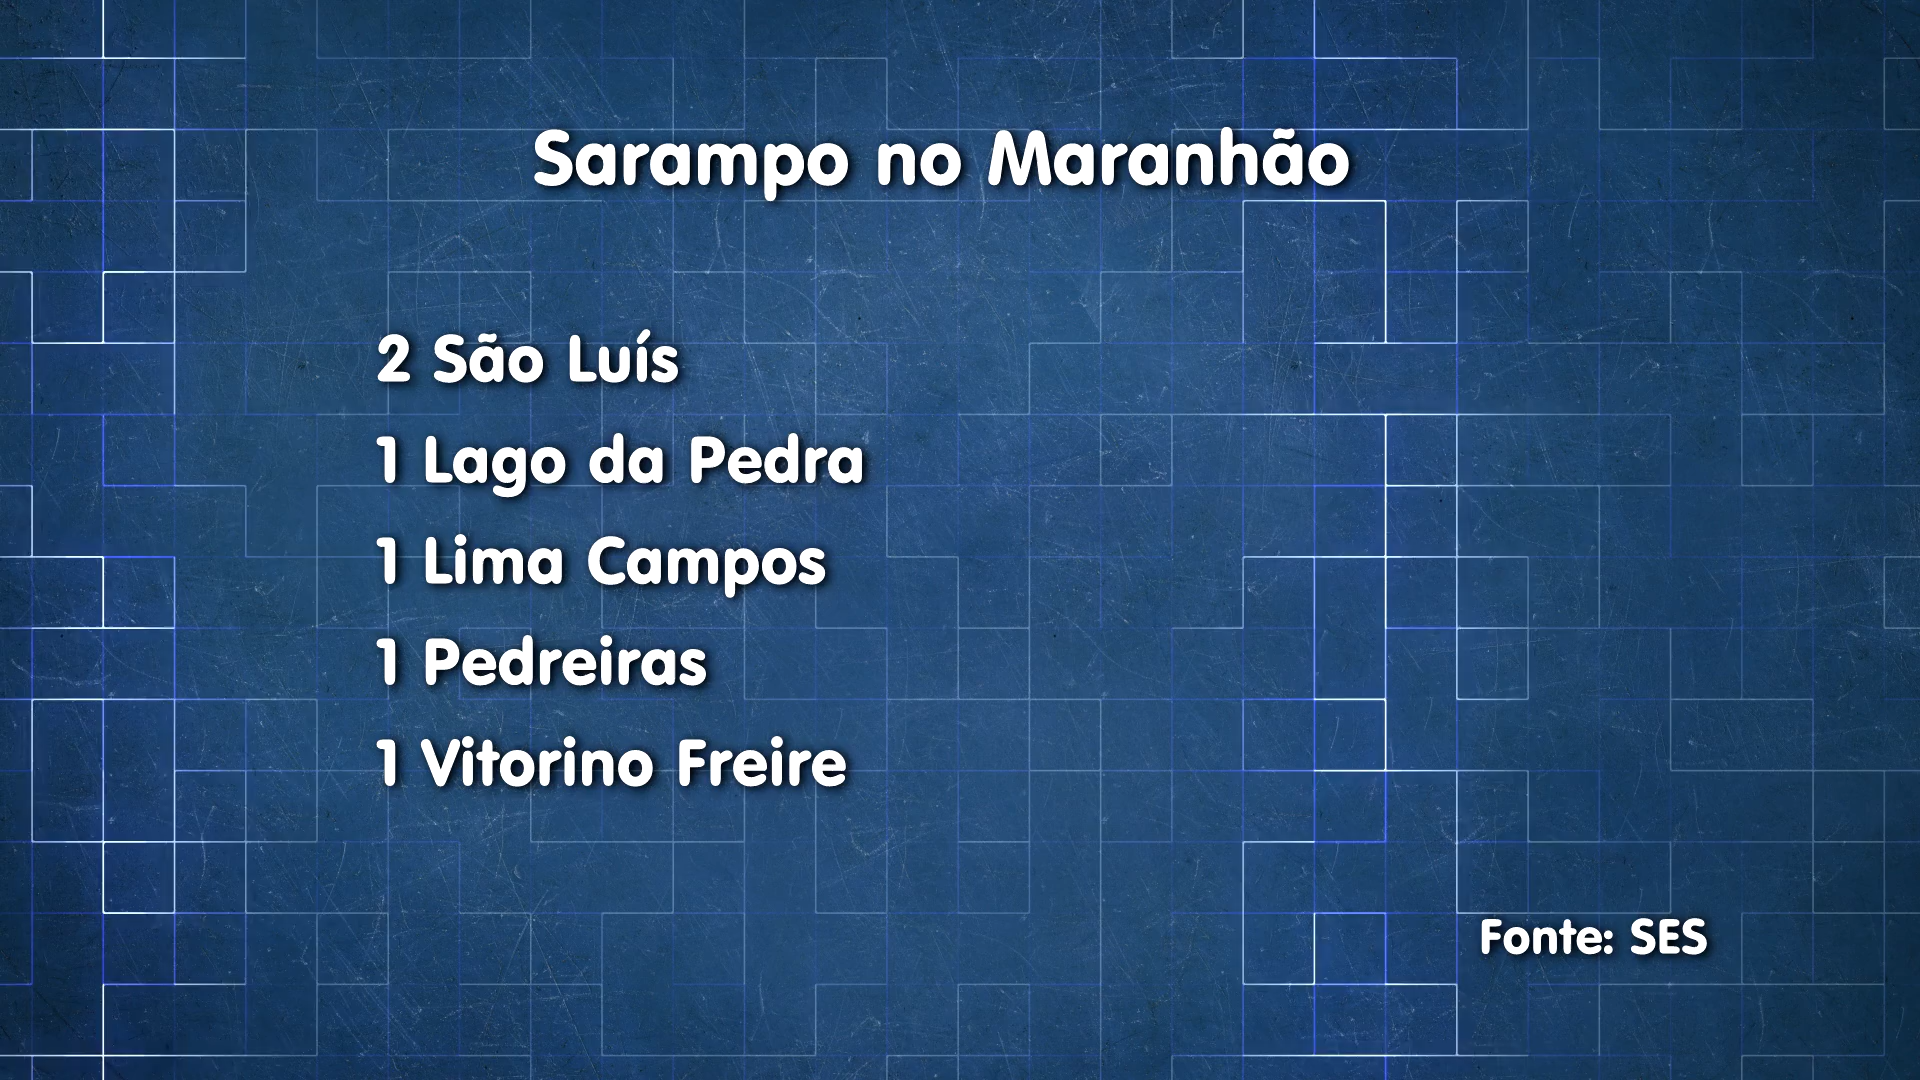 Sarampo no Maranhão
2 São Luís
1 Lago da Pedra
1 Lima Campos
1 Pedreiras
1 Vitorino Freire
Fonte: SES